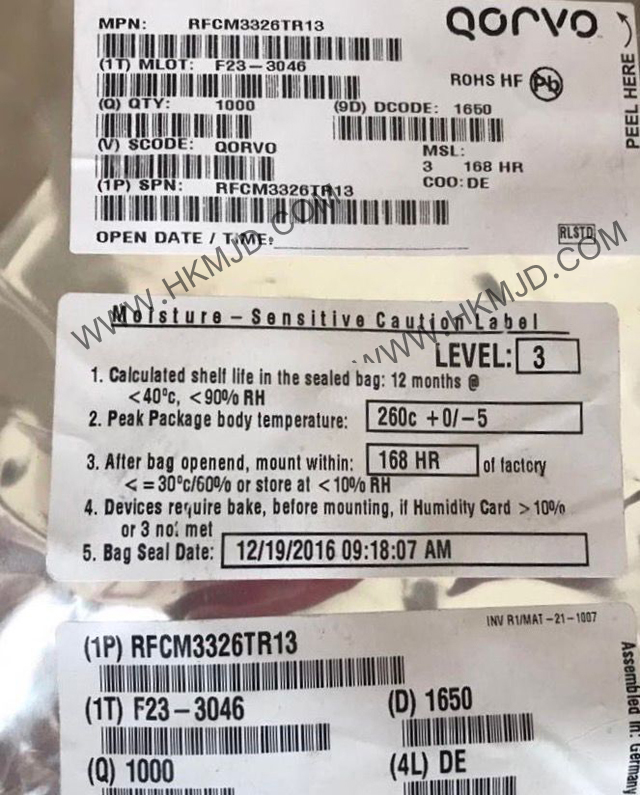 MPN: RFCM3326TR13
QORVO
(1T) MLOT: F23-3046
ROHS HF Pb
PEEL HERE
(Q) QTY: 1000 (9D) DCODE: 1650
(V) SCODE: QORVO
MSL:
3 168 HR
(1P) SPN: RFCM3326TR13
COO: DE
OPEN DATE / TIME:
RLSTD
WWW.HKMJD.COM
WWW.HKMJD.COM
Moisture - Sensitive Caution Label
LEVEL: 3
1. Calculated shelf life in the sealed bag: 12 months @
<40°c, <90% RH
2. Peak Package body temperature: 260c +0/-5
3. After bag openend, mount within: 168 HR of factory
<=30°c/60% or store at <10% RH
4. Devices require bake, before mounting, if Humidity Card >10%
or 3 not met
5. Bag Seal Date: 12/19/2016 09:18:07 AM
INV R1/MAT-21-1007
(1P) RFCM3326TR13
(1T) F23-3046 (D) 1650
(Q) 1000 (4L) DE
Assembled In: Germany